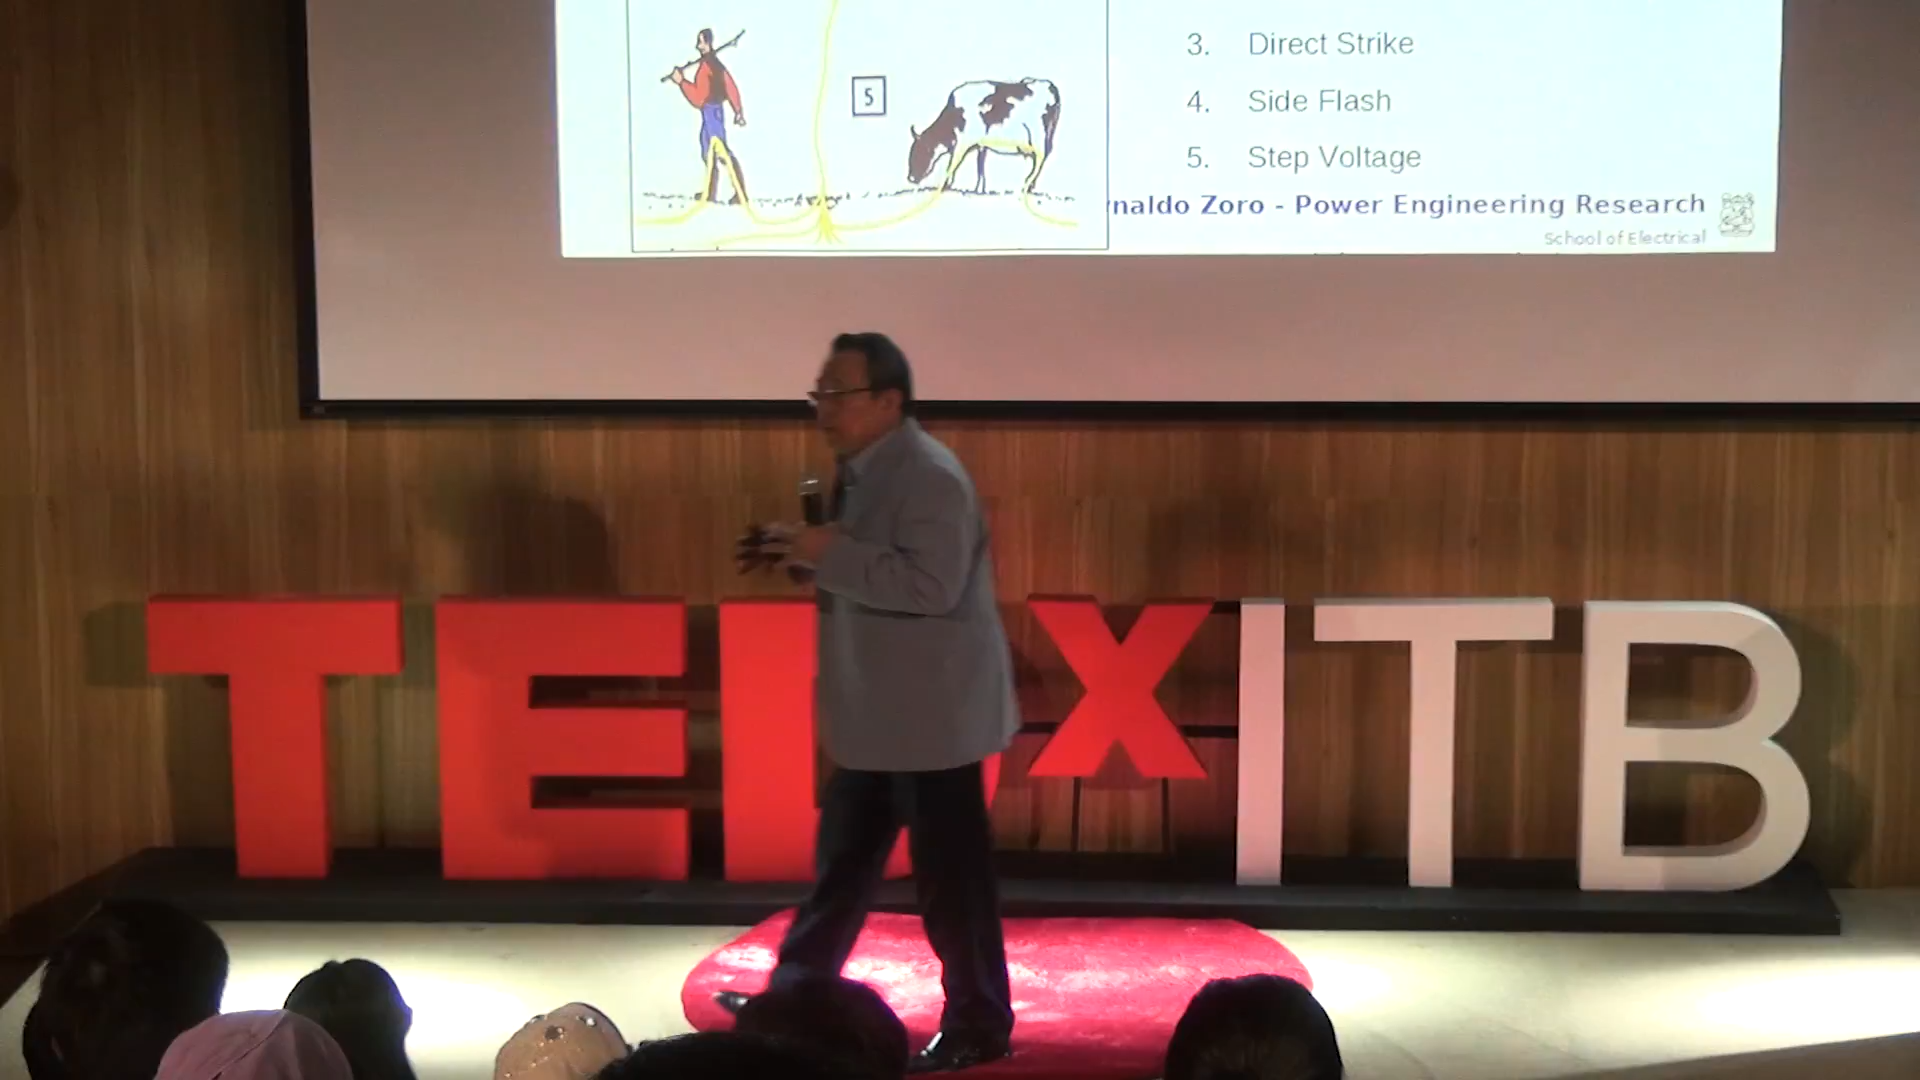 3. Direct Strike
4. Side Flash
5
5. Step Voltage
naldo Zoro - Power Engineering Research
School of Electrical
TEDxITB